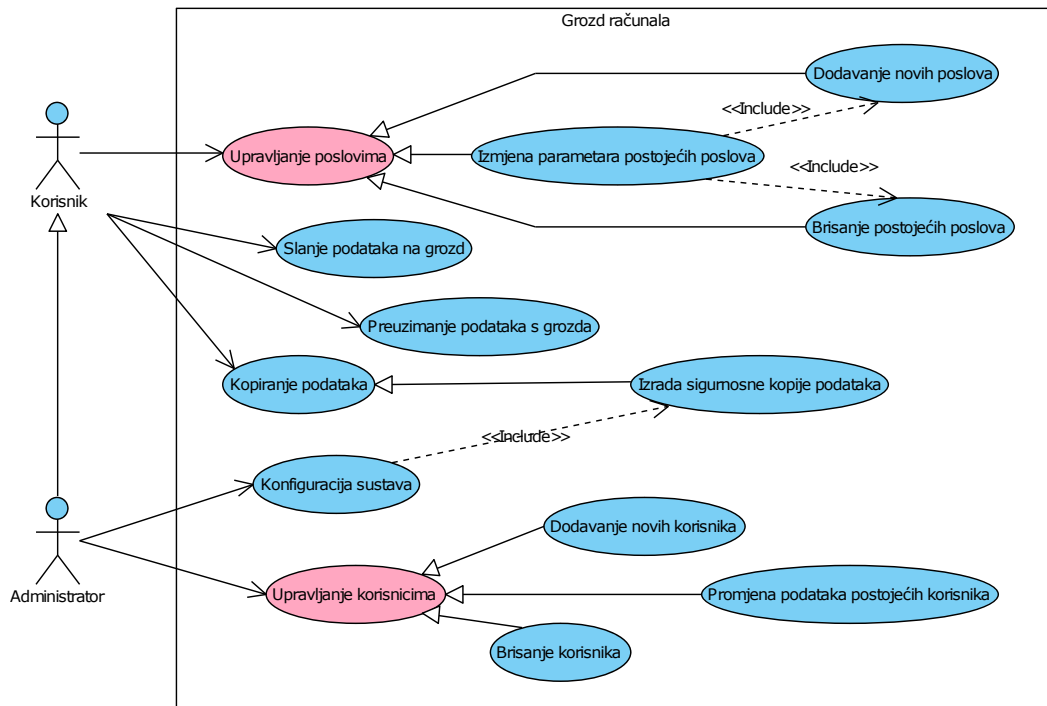 Grozd računala
Dodavanje novih poslova
<<Include>>
Upravljanje poslovima
Izmjena parametara postojećih poslova
<<Include>>
Korisnik
Brisanje postojećih poslova
Slanje podataka na grozd
Preuzimanje podataka s grozda
Kopiranje podataka
Izrada sigurnosne kopije podataka
<<Include>>
Konfiguracija sustava
Dodavanje novih korisnika
Administrator
Upravljanje korisnicima
Promjena podataka postojećih korisnika
Brisanje korisnika